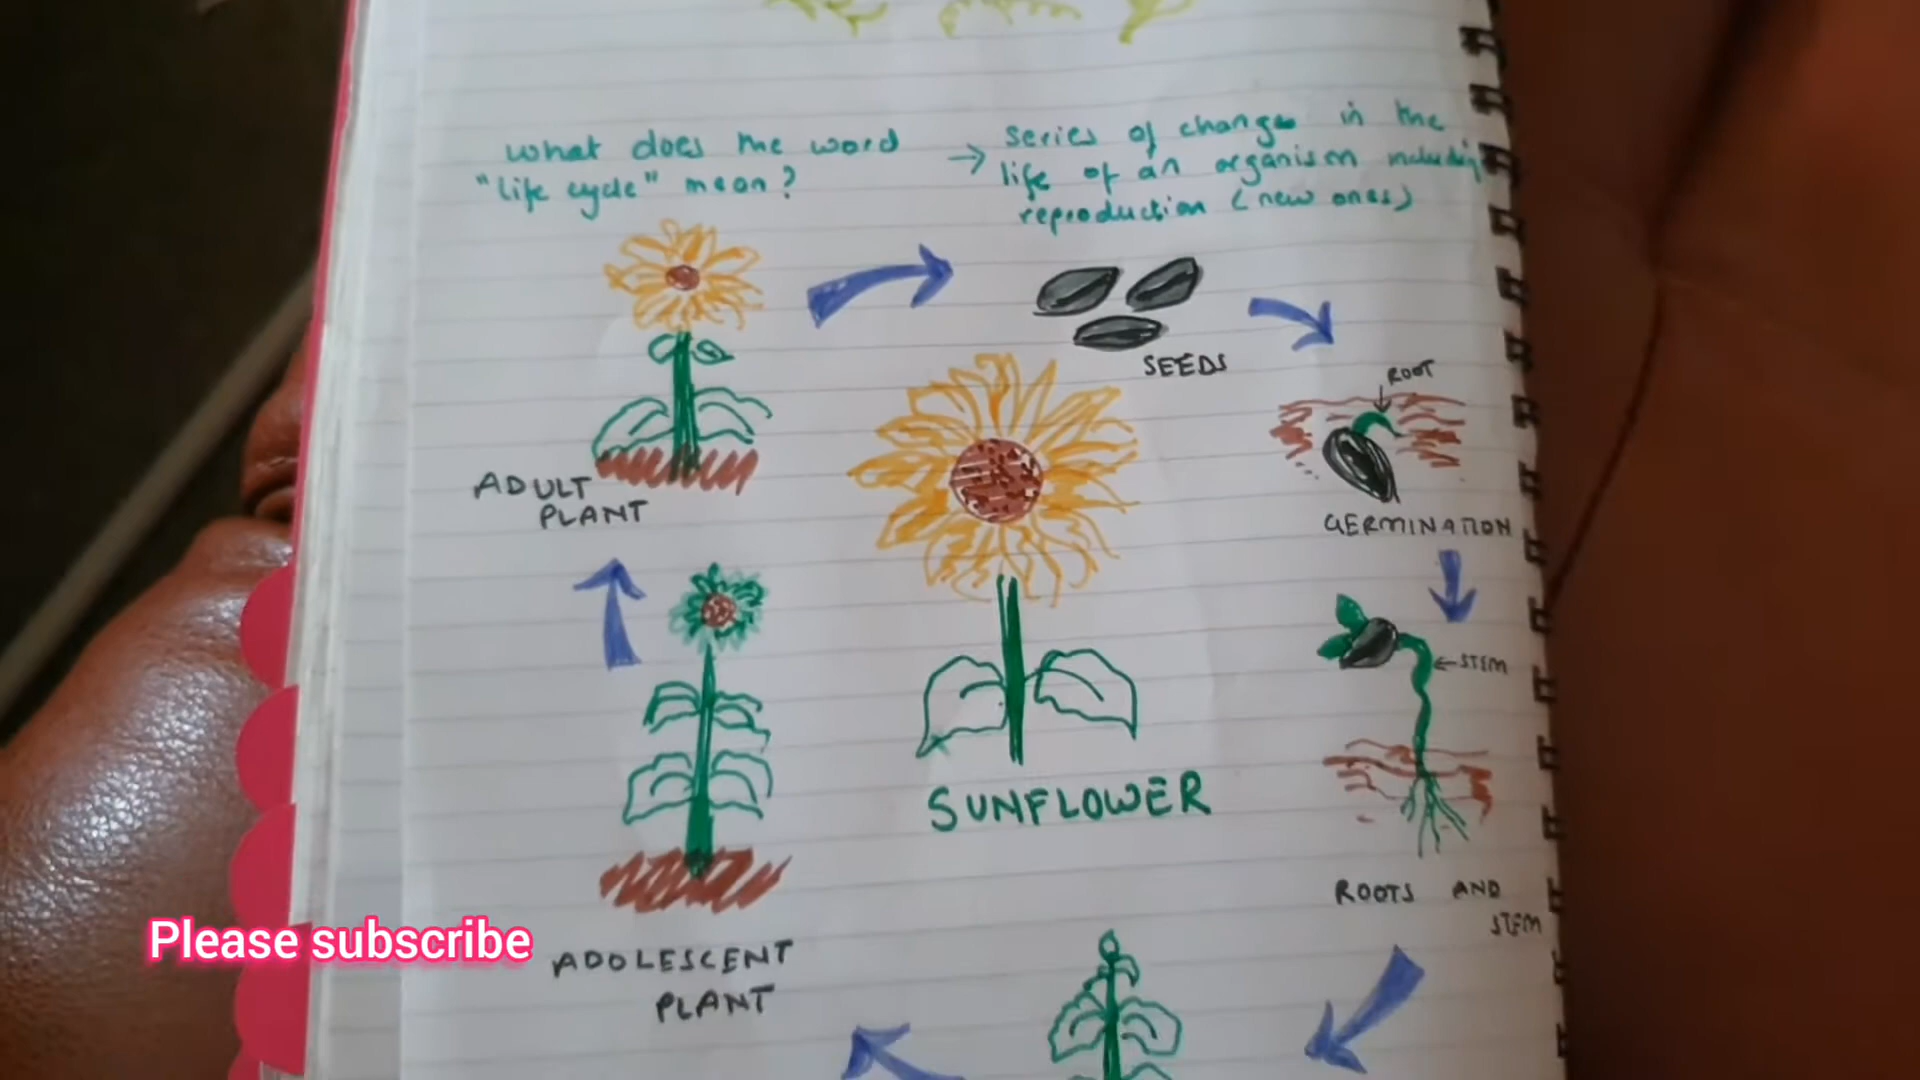 what does the word
"life cycle" mean?
→ series of changes in the
life of an organism including
reproduction (new ones)
SEEDS
ROOT
ADULT
PLANT
GERMINATION
← STEM
SUNFLOWER
ROOTS AND
STEM
Please subscribe
ADOLESCENT
PLANT